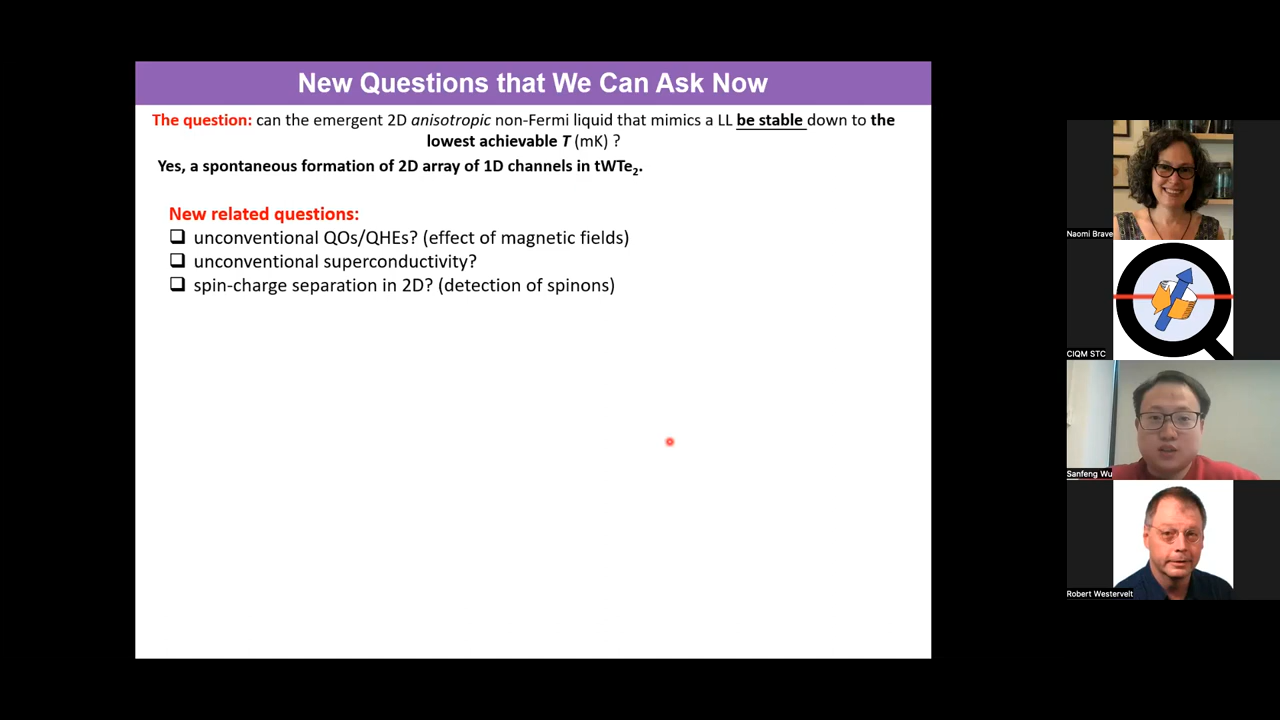 New Questions that We Can Ask Now
The question: can the emergent 2D anisotropic non-Fermi liquid that mimics a LL be stable down to the
lowest achievable T (mK) ?
Yes, a spontaneous formation of 2D array of 1D channels in tWTe₂.
New related questions:
❑ unconventional QOs/QHEs? (effect of magnetic fields)
❑ unconventional superconductivity?
❑ spin-charge separation in 2D? (detection of spinons)
Naomi Brave
CIQM STC
Sanfeng Wu
Robert Westervelt